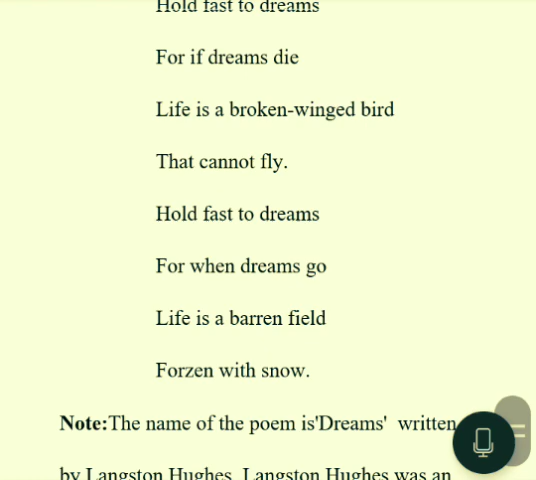 Hold fast to dreams
For if dreams die
Life is a broken-winged bird
That cannot fly.
Hold fast to dreams
For when dreams go
Life is a barren field
Forzen with snow.
Note:The name of the poem is'Dreams'  written
by Langston Hughes. Langston Hughes was an